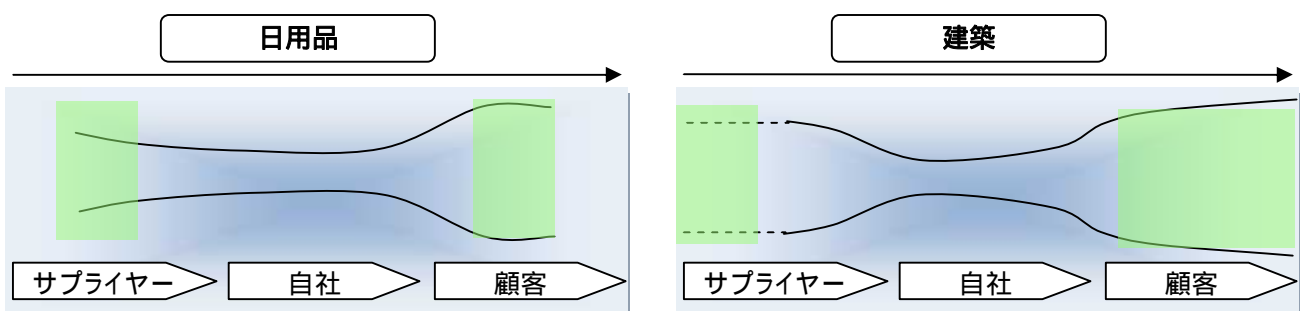 日用品
サプライヤー
自社
顧客
建築
サプライヤー
自社
顧客